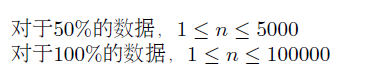 对于50%的数据，1 ≤ n ≤ 5000
对于100%的数据，1 ≤ n ≤ 100000